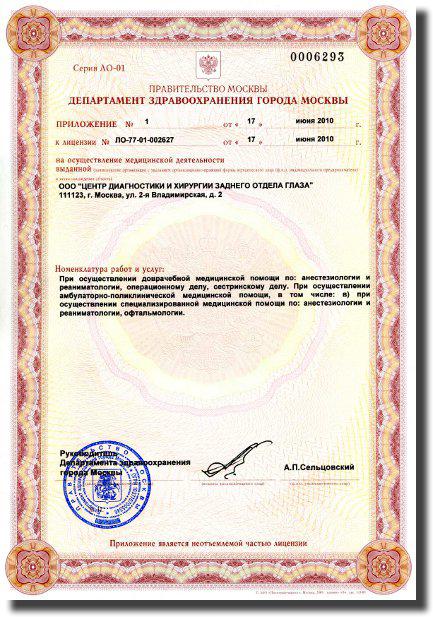 0006293
Серия ЛО-01
ПРАВИТЕЛЬСТВО МОСКВЫ
ДЕПАРТАМЕНТ ЗДРАВООХРАНЕНИЯ ГОРОДА МОСКВЫ
ПРИЛОЖЕНИЕ № 1 от « 17 » июня 2010 г.
к лицензии № ЛО-77-01-002627 от « 17 » июня 2010 г.
на осуществление медицинской деятельности
выданной
ООО "ЦЕНТР ДИАГНОСТИКИ И ХИРУРГИИ ЗАДНЕГО ОТДЕЛА ГЛАЗА"
111123, г. Москва, ул. 2-я Владимирская, д. 2
Номенклатура работ и услуг:
При осуществлении доврачебной медицинской помощи по: анестезиологии и
реаниматологии, операционному делу, сестринскому делу. При осуществлении
амбулаторно-поликлинической медицинской помощи, в том числе: в) при
осуществлении специализированной медицинской помощи по: анестезиологии и
реаниматологии, офтальмологии.
Руководитель
Департамента здравоохранения
города Москвы
А.П.Сельцовский
Приложение является неотъемлемой частью лицензии